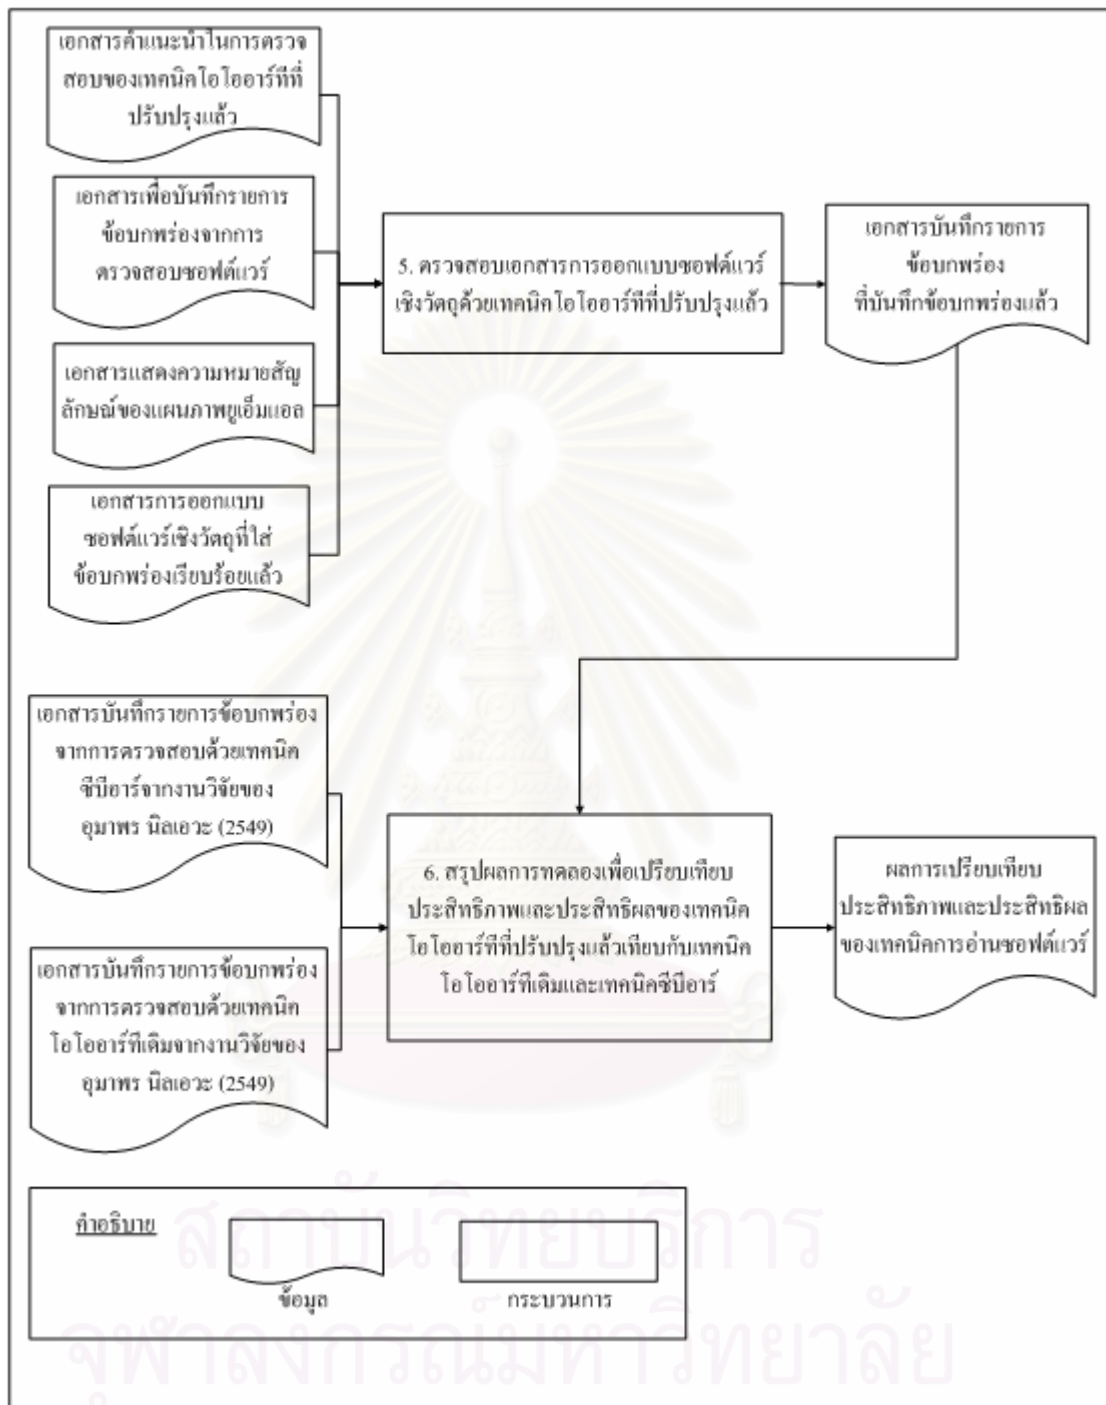 เอกสารคำแนะนำในการตรวจ
สอบของเทคนิคโอโออาร์ทีที่
ปรับปรุงแล้ว
เอกสารเพื่อบันทึกรายการ
ข้อบกพร่องจากการ
ตรวจสอบซอฟต์แวร์
เอกสารแสดงความหมายสัญ
ลักษณ์ของแผนภาพยูเอ็มแอล
เอกสารการออกแบบ
ซอฟต์แวร์เชิงวัตถุที่ใส่
ข้อบกพร่องเรียบร้อยแล้ว
5. ตรวจสอบเอกสารการออกแบบซอฟต์แวร์
เชิงวัตถุด้วยเทคนิคโอโออาร์ทีที่ปรับปรุงแล้ว
เอกสารบันทึกรายการ
ข้อบกพร่อง
ที่บันทึกข้อบกพร่องแล้ว
เอกสารบันทึกรายการข้อบกพร่อง
จากการตรวจสอบด้วยเทคนิค
ซีบีอาร์จากงานวิจัยของ
อุมาพร นิลเอวะ (2549)
เอกสารบันทึกรายการข้อบกพร่อง
จากการตรวจสอบด้วยเทคนิค
โอโออาร์ทีเดิมจากงานวิจัยของ
อุมาพร นิลเอวะ (2549)
6. สรุปผลการทดลองเพื่อเปรียบเทียบ
ประสิทธิภาพและประสิทธิผลของเทคนิค
โอโออาร์ทีที่ปรับปรุงแล้วเทียบกับเทคนิค
โอโออาร์ทีเดิมและเทคนิคซีบีอาร์
ผลการเปรียบเทียบ
ประสิทธิภาพและประสิทธิผล
ของเทคนิคการอ่านซอฟต์แวร์
คำอธิบาย
ข้อมูล
กระบวนการ
สถาบันวิทยบริการ
จุฬาลงกรณ์มหาวิทยาลัย